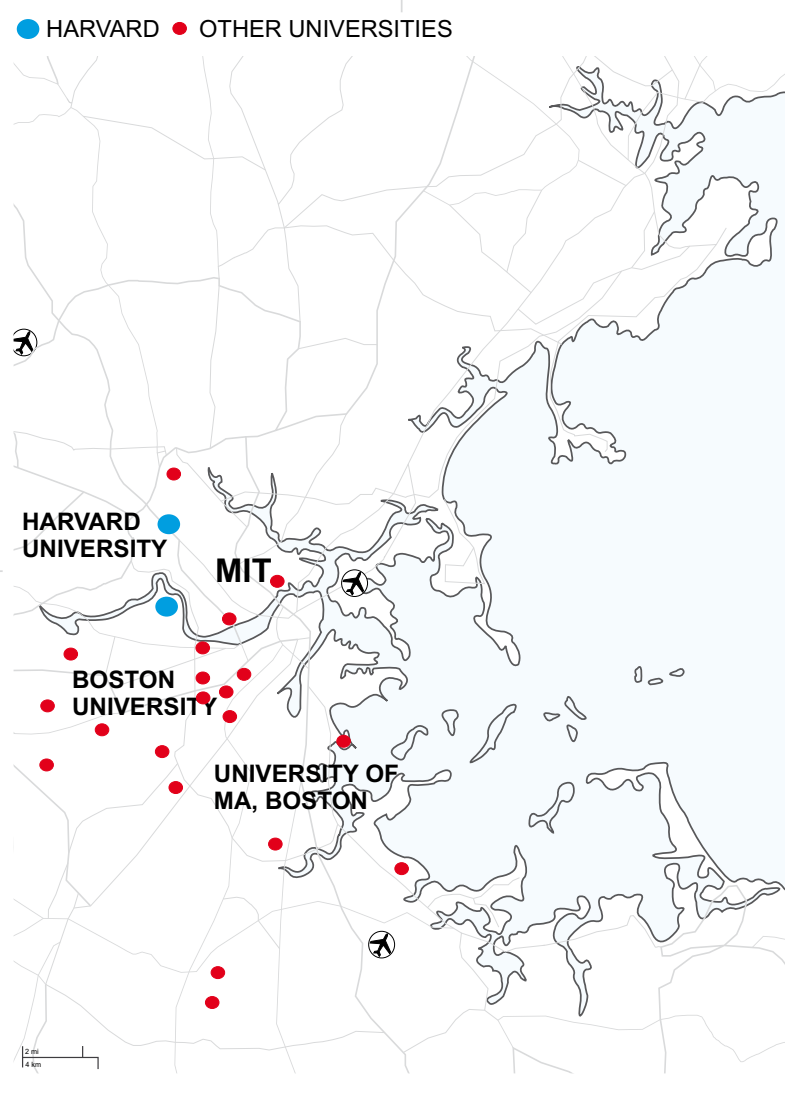 HARVARD OTHER UNIVERSITIES
HARVARD
UNIVERSITY
MIT
BOSTON
UNIVERSITY
UNIVERSITY OF
MA, BOSTON
2 mi
4 km